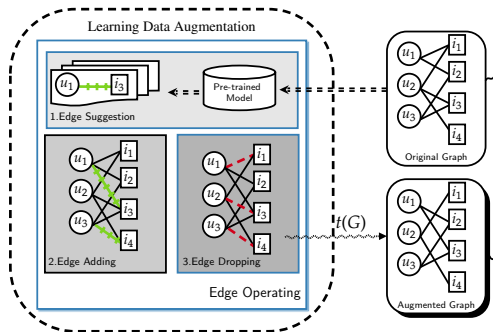 Learning Data Augmentation
u1
i3
Pre-trained
Model
1.Edge Suggestion
u1
u2
u3
i1
i2
i3
i4
2.Edge Adding
u1
u2
u3
i1
i2
i3
i4
3.Edge Dropping
Edge Operating
t(G)
u1
u2
u3
i1
i2
i3
i4
Original Graph
u1
u2
u3
i1
i2
i3
i4
Augmented Graph